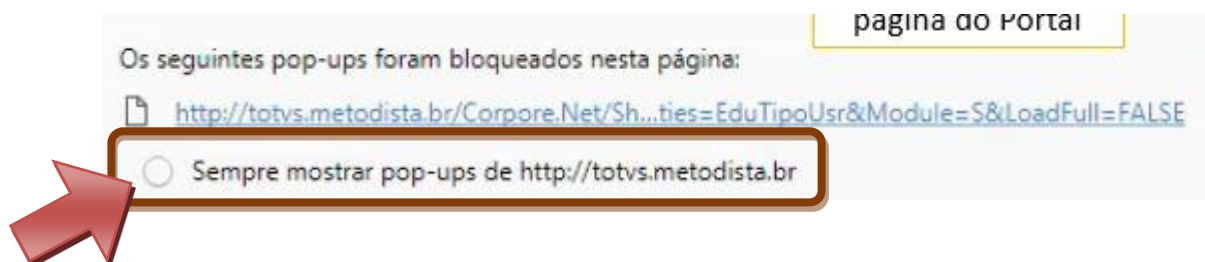 página do Portal
Os seguintes pop-ups foram bloqueados nesta página:
http://totvs.metodista.br/Corpore.Net/Sh...ties=EduTipoUsr&Module=S&LoadFull=FALSE
Sempre mostrar pop-ups de http://totvs.metodista.br